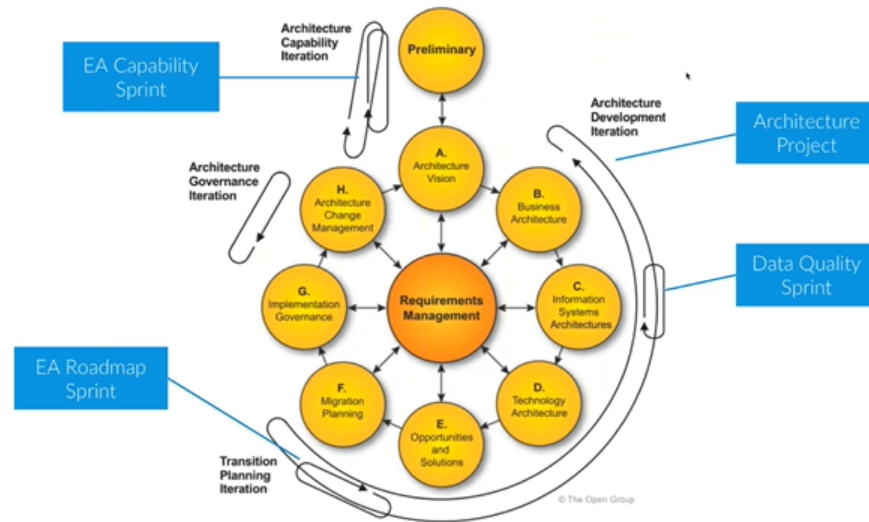 Architecture
Capability
Iteration
Preliminary
EA Capability
Sprint
Architecture
Development
Iteration
Architecture
Project
A.
Architecture
Vision
Architecture
Governance
Iteration
H.
Architecture
Change
Management
B.
Business
Architecture
Data Quality
Sprint
G.
Implementation
Governance
Requirements
Management
C.
Information
Systems
Architectures
EA Roadmap
Sprint
F.
Migration
Planning
D.
Technology
Architecture
E.
Opportunities
and
Solutions
Transition
Planning
Iteration
© The Open Group